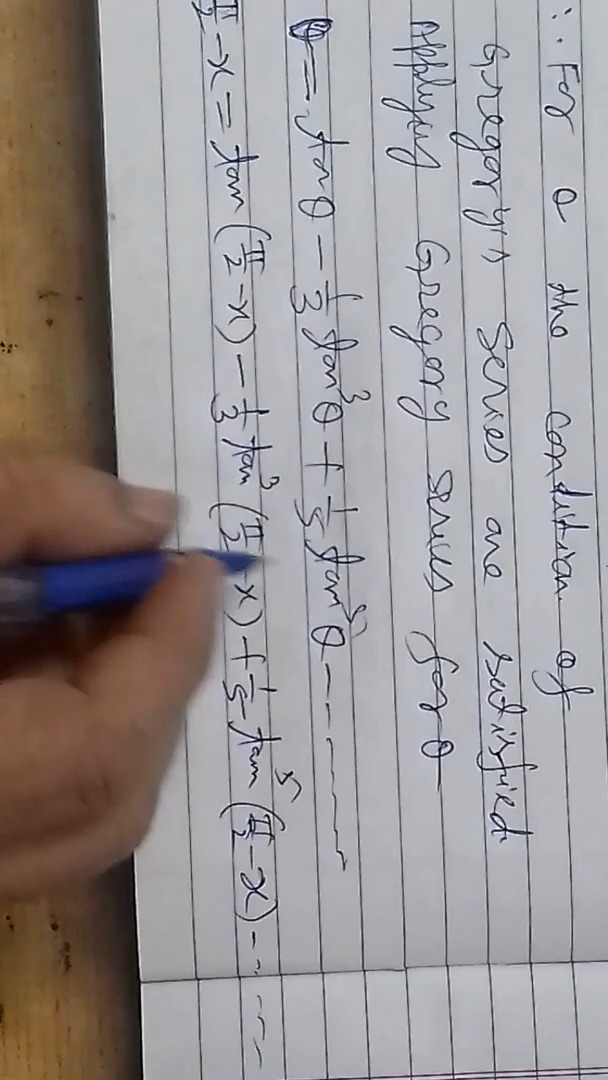 ∴ For θ the condition of
Gregory's series are satisfied
Applying Gregory series for θ
θ = tanθ - 1/3 tan³θ + 1/5 tan⁵θ - - - - -
π/2 - x = tan (π/2 - x) - 1/3 tan³ (π/2 - x) + 1/5 tan⁵ (π/2 - x) - - - - -